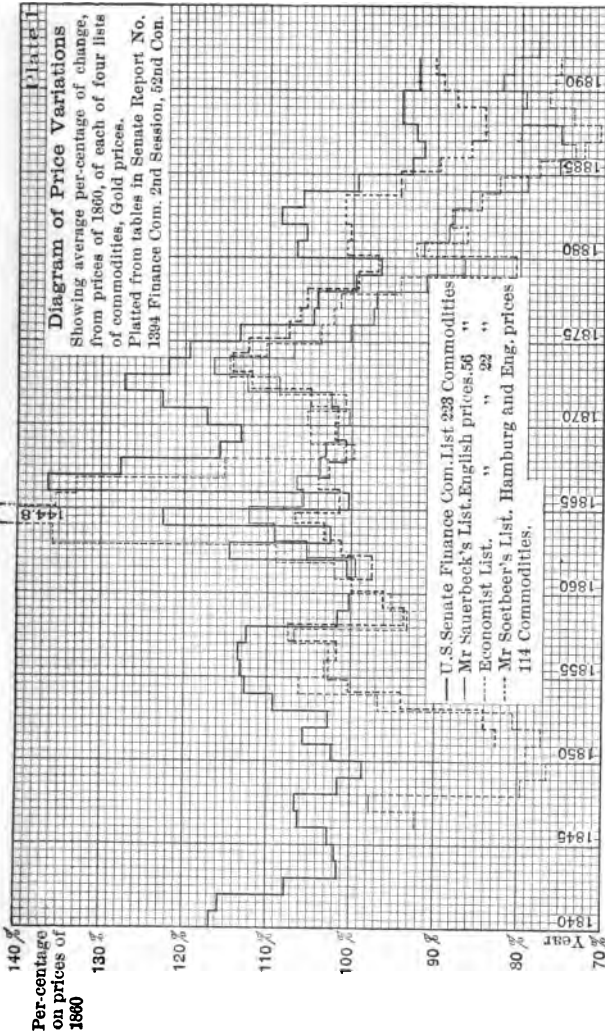 Plate 1
Diagram of Price Variations
Showing average per-centage of change,
from prices of 1860, of each of four lists
of commodities, Gold prices.
Platted from tables in Senate Report No.
1394 Finance Com. 2nd Session, 52nd Con.
Per-centage
on prices of
1860
140%
130%
120%
110%
100%
90%
80%
70%
144.8
U.S. Senate Finance Com. List 223 Commodities
Mr Sauerbeck's List. English prices. 56 „
Economist List. „ „ 22 „
Mr Soetbeer's List. Hamburg and Eng. prices
114 Commodities.
Year
1840
1845
1850
1855
1860
1865
1870
1875
1880
1885
1890